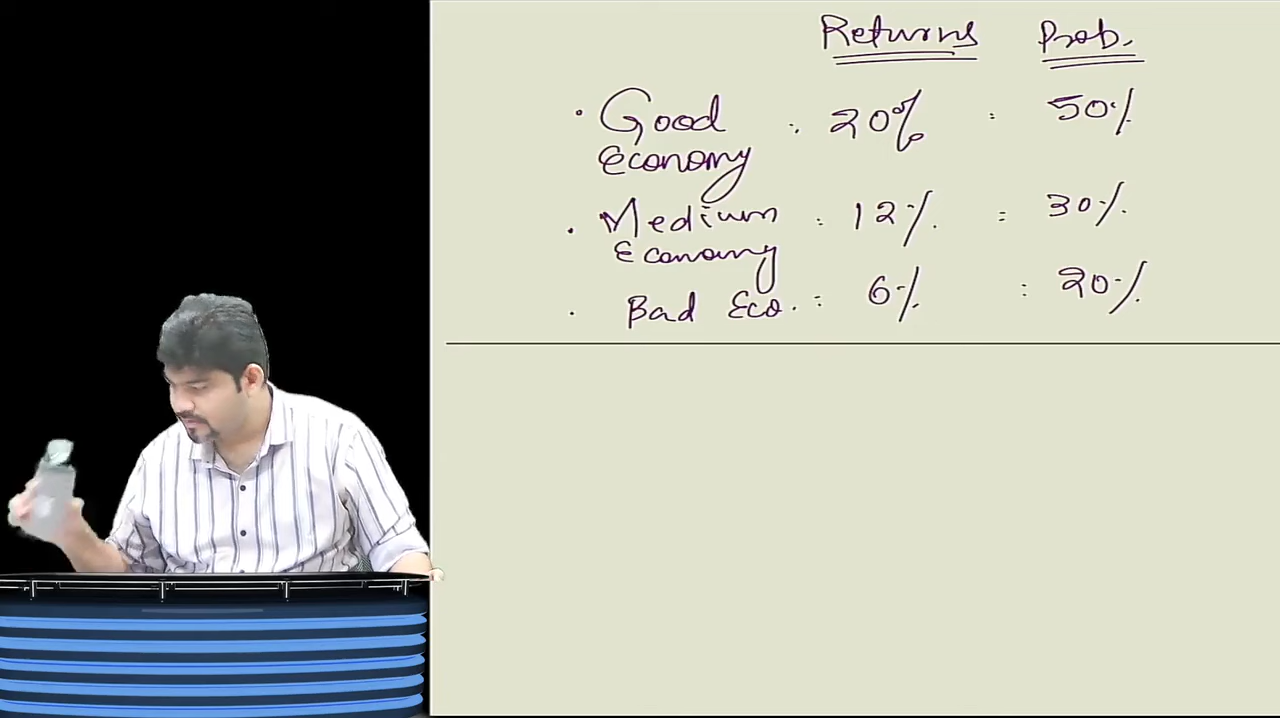 Returns Prob.
· Good : 20% : 50%
Economy
· Medium : 12% : 30%
Economy
· Bad Eco. : 6% : 20%